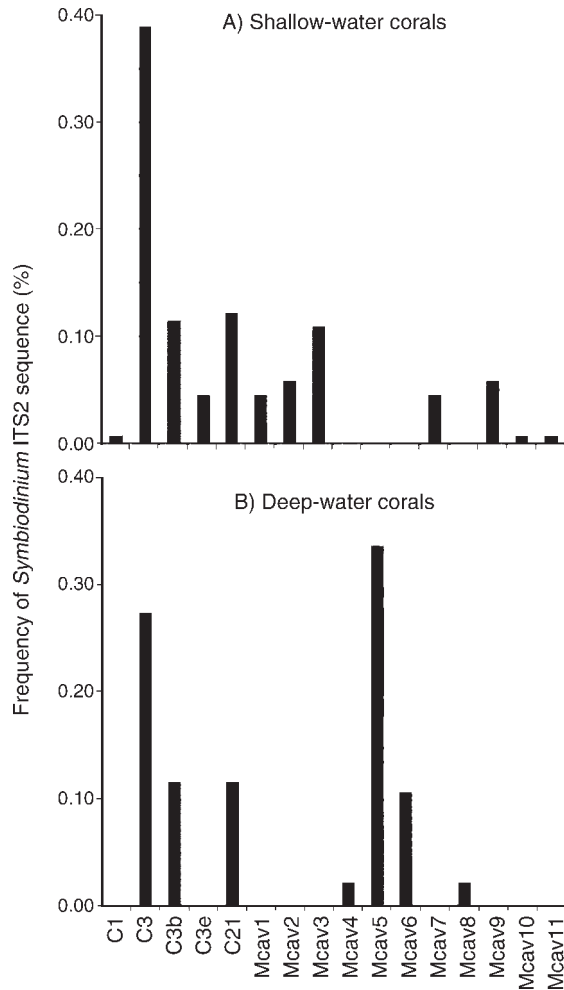 Frequency of Symbiodinium ITS2 sequence (%)
A) Shallow-water corals
0.40
0.30
0.20
0.10
0.00
B) Deep-water corals
0.40
0.30
0.20
0.10
0.00
C1
C3
C3b
C3e
C21
Mcav1
Mcav2
Mcav3
Mcav4
Mcav5
Mcav6
Mcav7
Mcav8
Mcav9
Mcav10
Mcav11